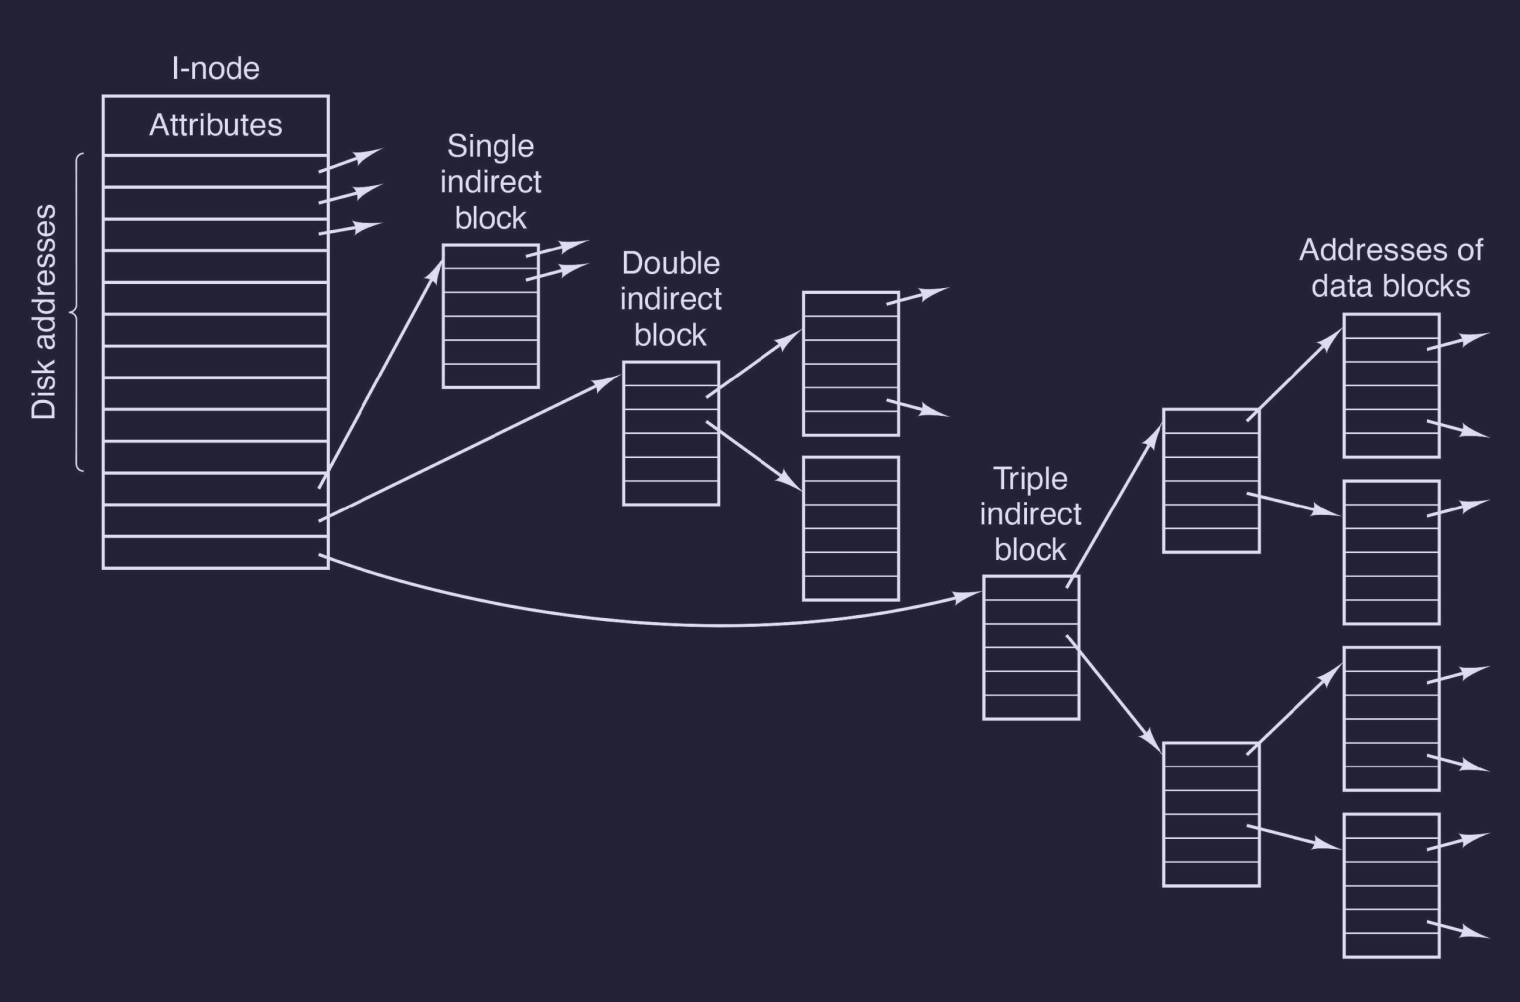 I-node
Attributes
Disk addresses
Single
indirect
block
Double
indirect
block
Triple
indirect
block
Addresses of
data blocks